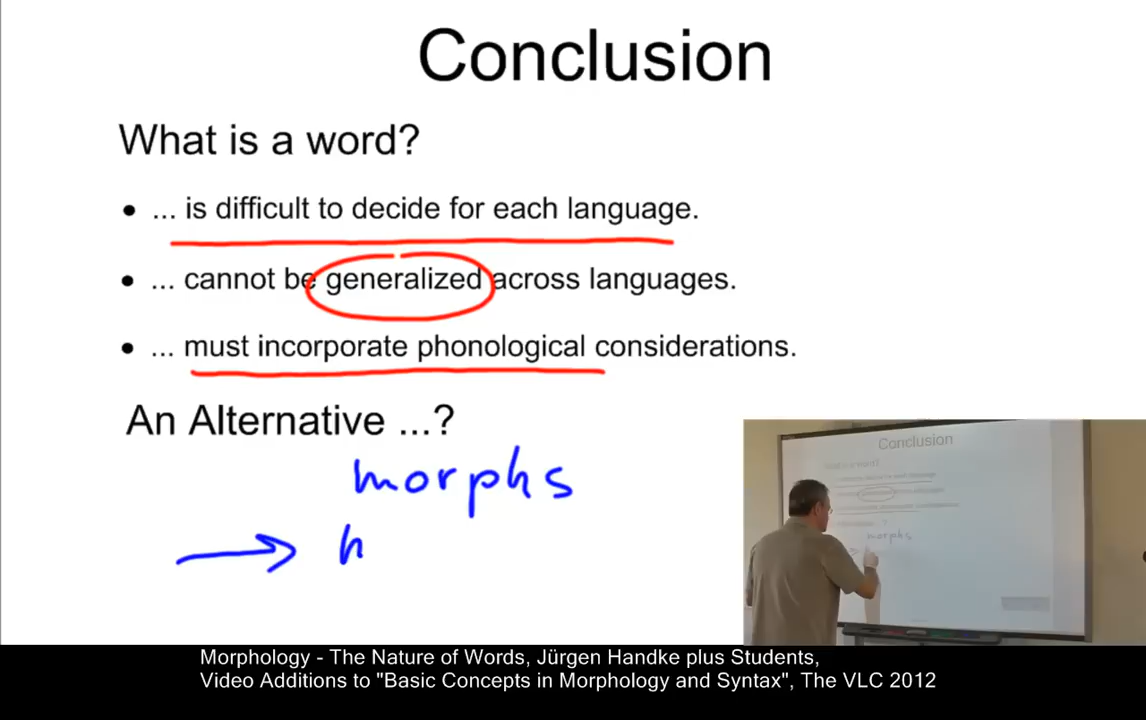 Conclusion
What is a word?
• ... is difficult to decide for each language.
• ... cannot be generalized across languages.
• ... must incorporate phonological considerations.
An Alternative ...?
morphs
Conclusion
morphs
Morphology - The Nature of Words, Jürgen Handke plus Students,
Video Additions to "Basic Concepts in Morphology and Syntax", The VLC 2012